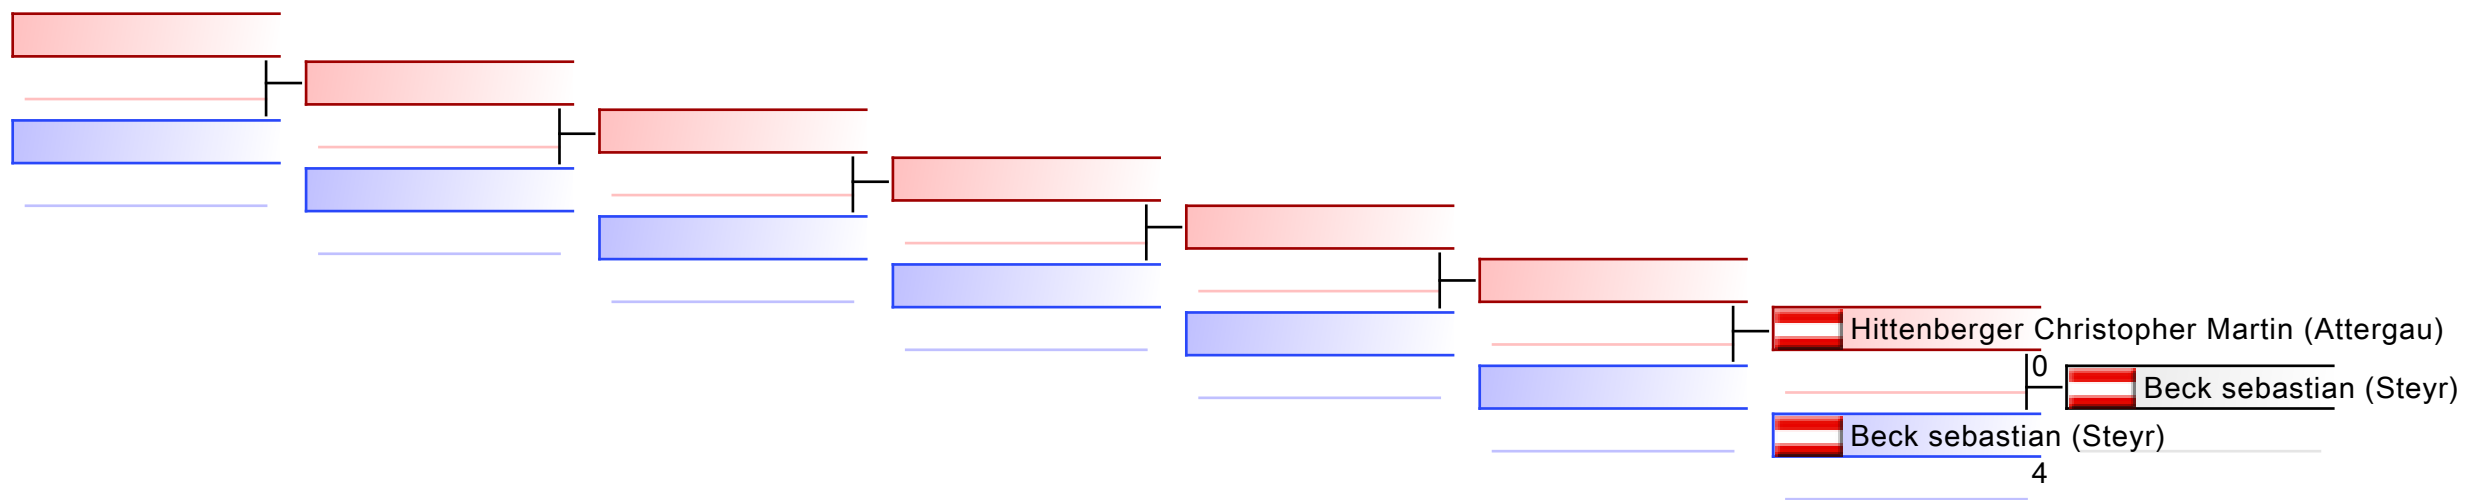 Hittenberger Christopher Martin (Attergau)
0
Beck sebastian (Steyr)
Beck sebastian (Steyr)
4